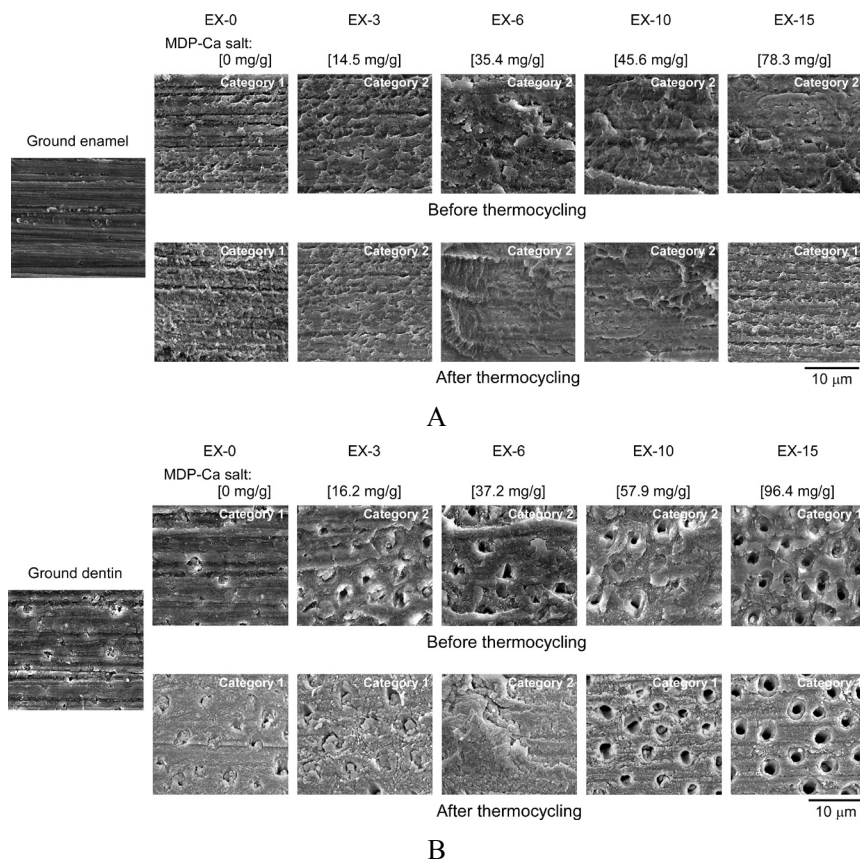 EX-0 EX-3 EX-6 EX-10 EX-15
MDP-Ca salt:
[0 mg/g] [14.5 mg/g] [35.4 mg/g] [45.6 mg/g] [78.3 mg/g]
Category 1 Category 2 Category 2 Category 2 Category 2
Ground enamel
Before thermocycling
Category 1 Category 2 Category 2 Category 2 Category 1
After thermocycling
10 μm
A
EX-0 EX-3 EX-6 EX-10 EX-15
MDP-Ca salt:
[0 mg/g] [16.2 mg/g] [37.2 mg/g] [57.9 mg/g] [96.4 mg/g]
Category 1 Category 2 Category 2 Category 2 Category 1
Ground dentin
Before thermocycling
Category 1 Category 1 Category 2 Category 1 Category 1
After thermocycling
10 μm
B